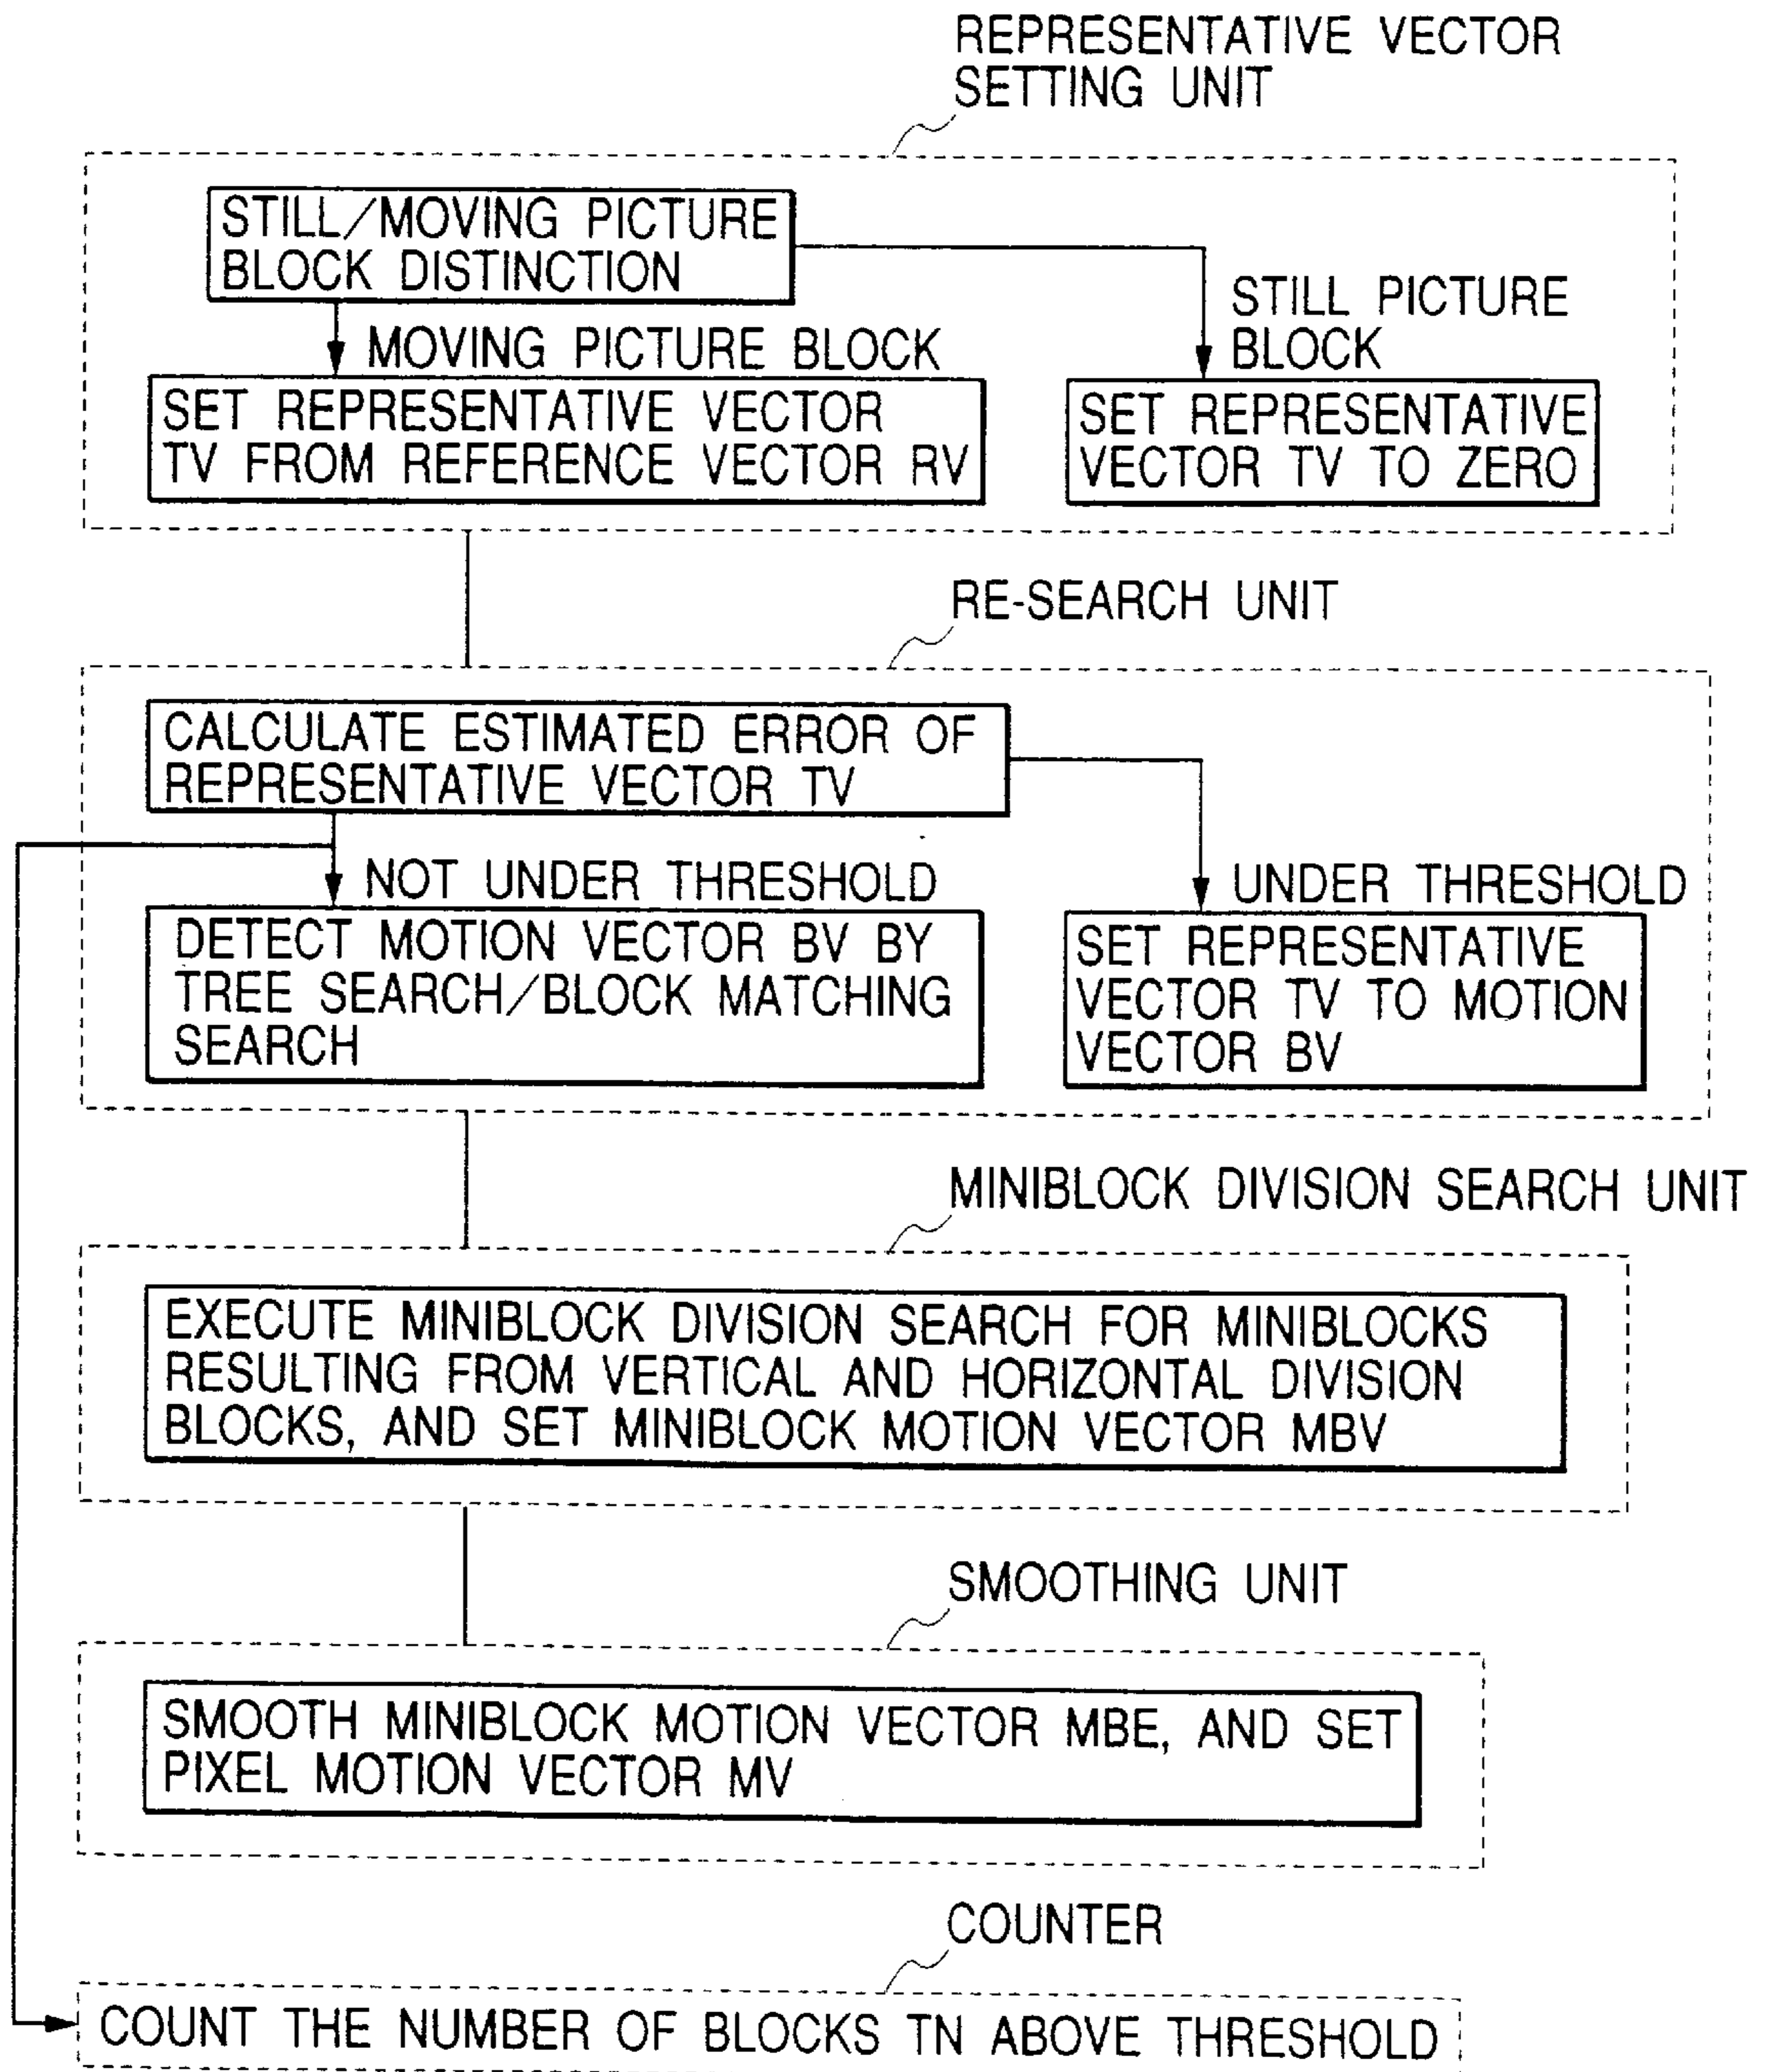 REPRESENTATIVE VECTOR
SETTING UNIT
STILL/MOVING PICTURE
BLOCK DISTINCTION
STILL PICTURE
BLOCK
MOVING PICTURE BLOCK
SET REPRESENTATIVE VECTOR
TV FROM REFERENCE VECTOR RV
SET REPRESENTATIVE
VECTOR TV TO ZERO
RE-SEARCH UNIT
CALCULATE ESTIMATED ERROR OF
REPRESENTATIVE VECTOR TV
NOT UNDER THRESHOLD
UNDER THRESHOLD
DETECT MOTION VECTOR BV BY
TREE SEARCH/BLOCK MATCHING
SEARCH
SET REPRESENTATIVE
VECTOR TV TO MOTION
VECTOR BV
MINIBLOCK DIVISION SEARCH UNIT
EXECUTE MINIBLOCK DIVISION SEARCH FOR MINIBLOCKS
RESULTING FROM VERTICAL AND HORIZONTAL DIVISION
BLOCKS, AND SET MINIBLOCK MOTION VECTOR MBV
SMOOTHING UNIT
SMOOTH MINIBLOCK MOTION VECTOR MBE, AND SET
PIXEL MOTION VECTOR MV
COUNTER
COUNT THE NUMBER OF BLOCKS TN ABOVE THRESHOLD